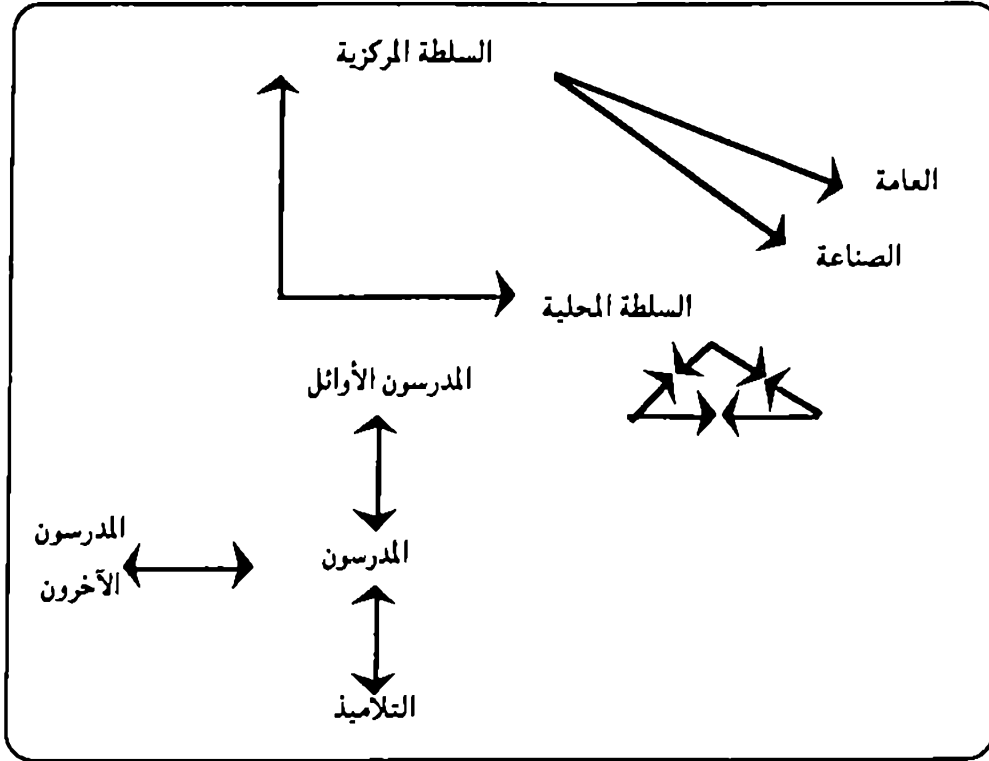 السلطة المركزية
العامة
الصناعة
السلطة المحلية
المدرسون الأوائل
المدرسون
الآخرون
المدرسون
التلاميذ